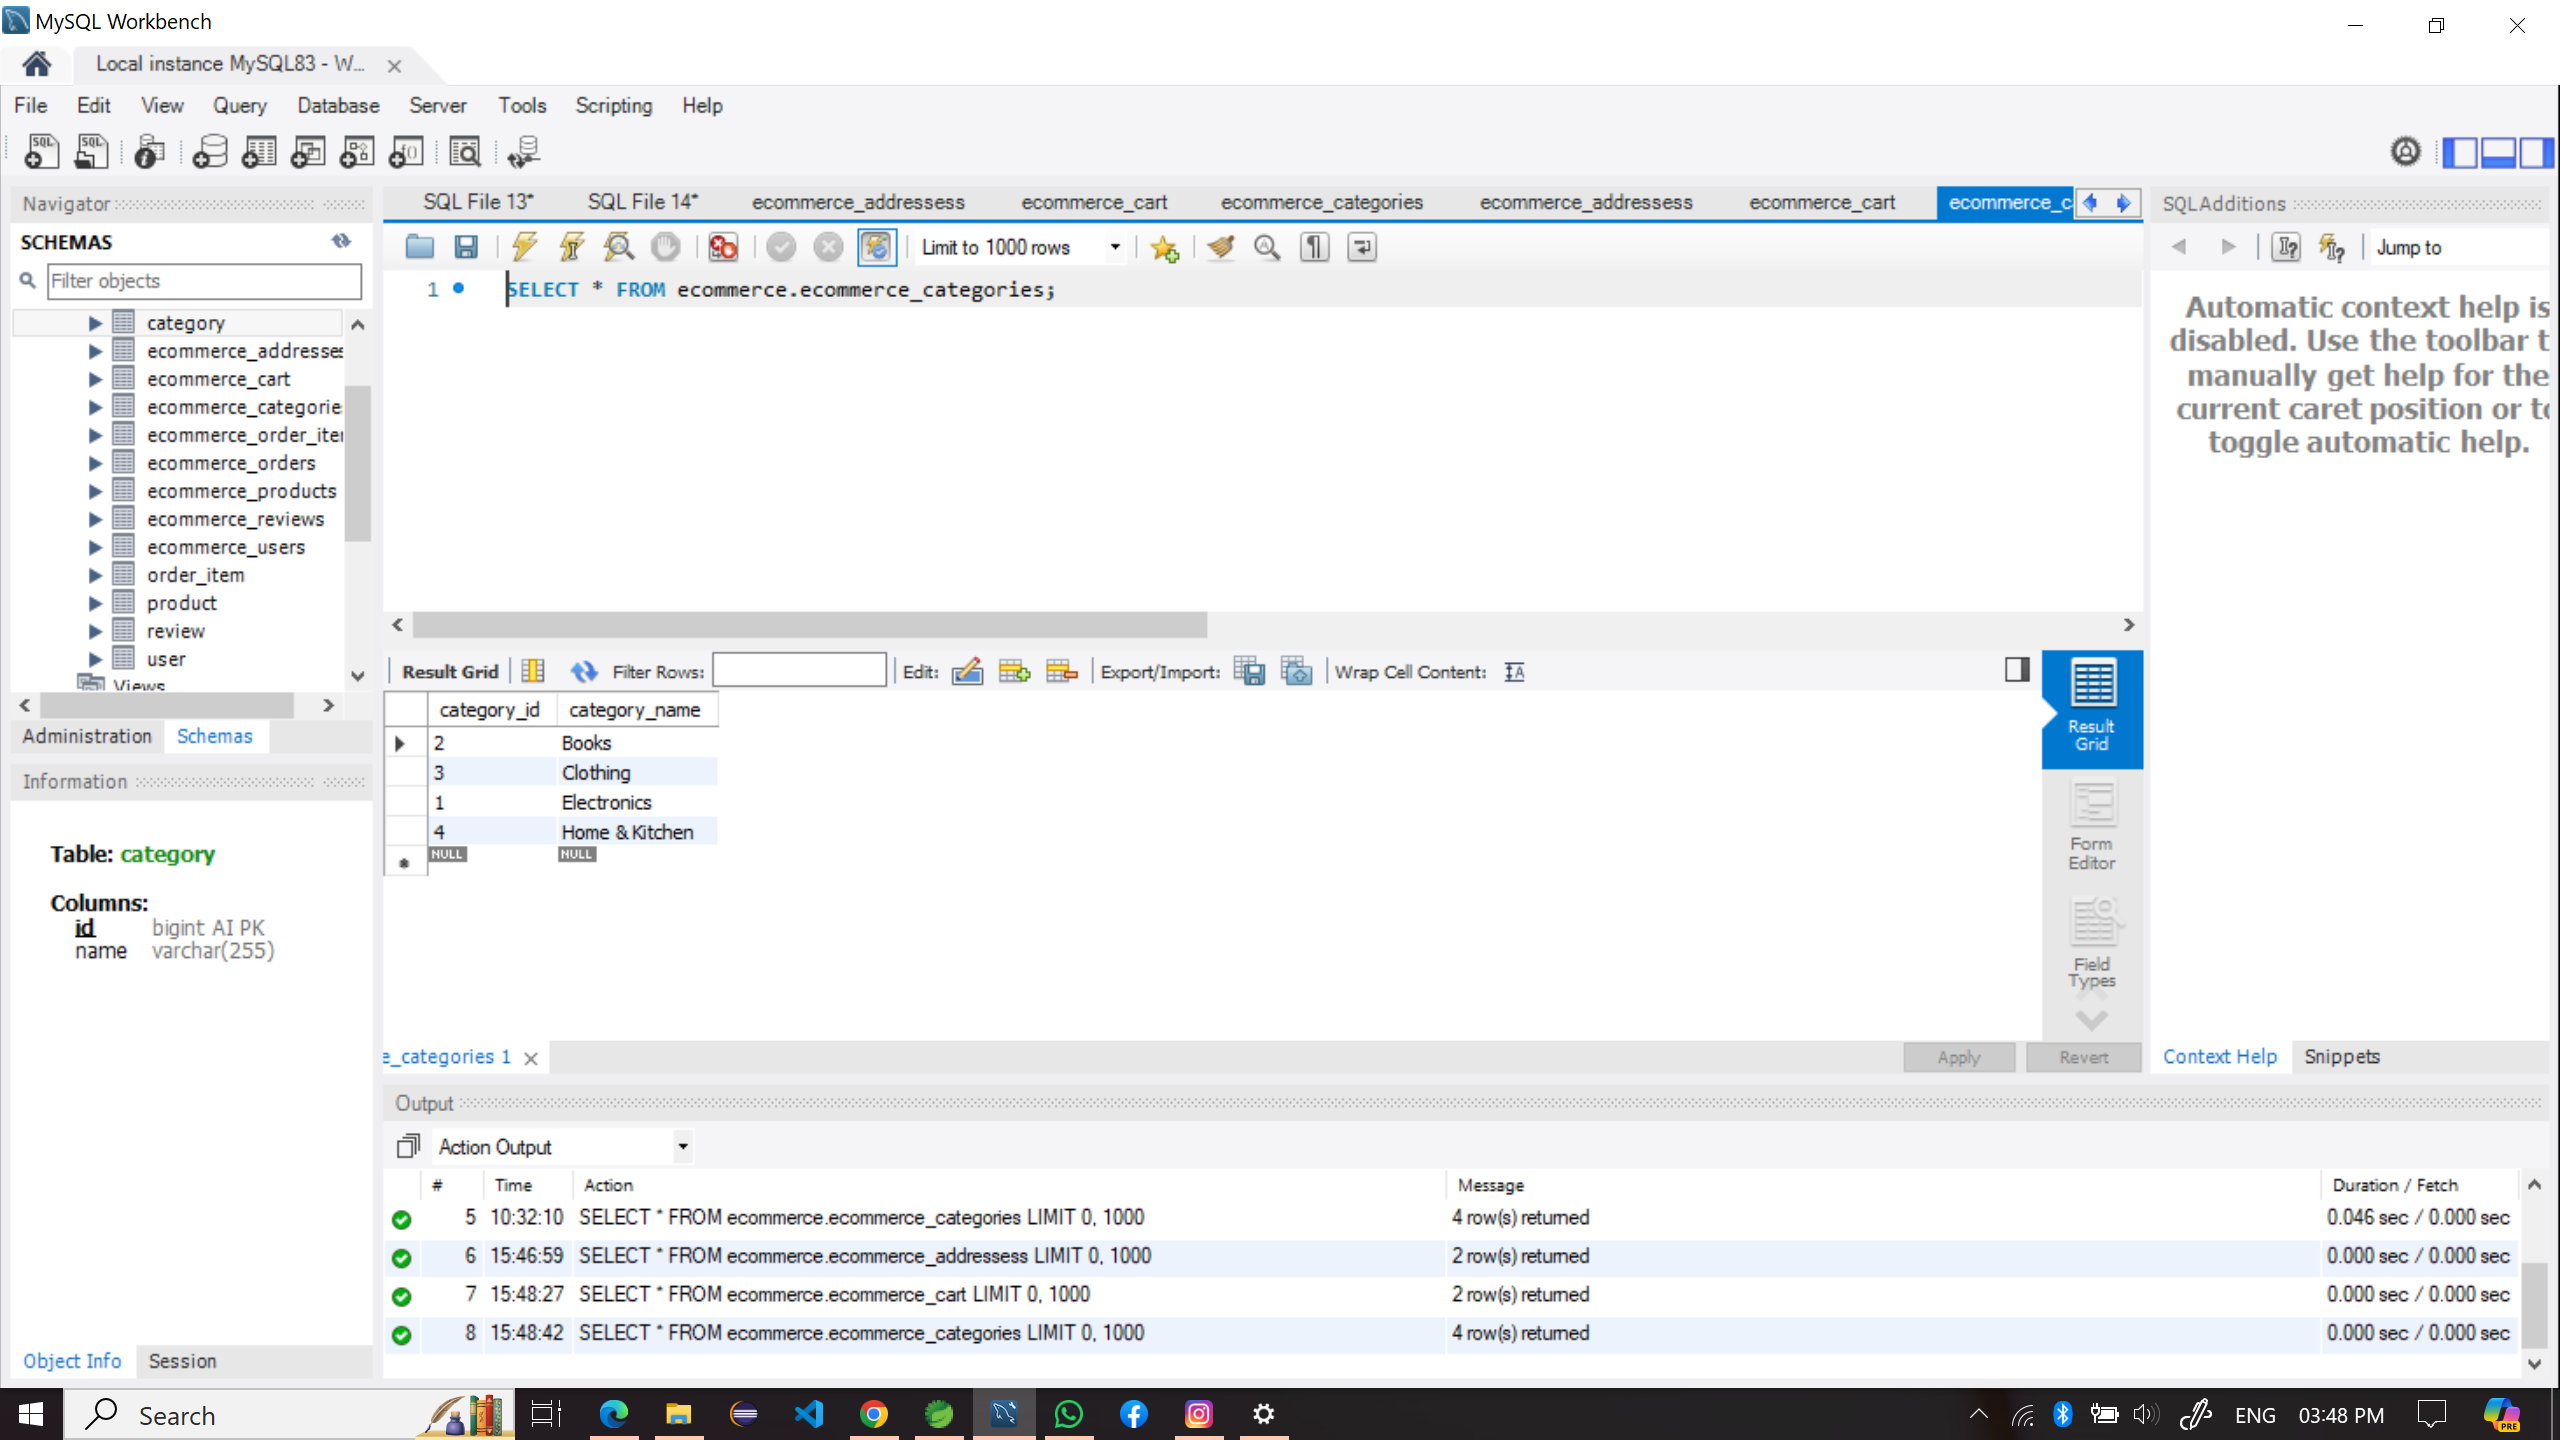 MySQL Workbench
Local instance MySQL83 - W...
File Edit View Query Database Server Tools Scripting Help
Navigator
SCHEMAS
Filter objects
category
ecommerce_addresses
ecommerce_cart
ecommerce_categorie
ecommerce_order_iter
ecommerce_orders
ecommerce_products
ecommerce_reviews
ecommerce_users
order_item
product
review
user
Views
Administration Schemas
Information
Table: category
Columns:
id bigint AI PK
name varchar(255)
Object Info Session
SQL File 13* SQL File 14* ecommerce_addressess ecommerce_cart ecommerce_categories ecommerce_addressess ecommerce_cart ecommerce_c
Limit to 1000 rows
1 SELECT * FROM ecommerce.ecommerce_categories;
Result Grid Filter Rows: Edit: Export/Import: Wrap Cell Content:
category_id category_name
2 Books
3 Clothing
1 Electronics
4 Home & Kitchen
NULL NULL
Result
Grid
Form
Editor
Field
Types
e_categories 1
Apply Revert
SQLAdditions
Jump to
Automatic context help is
disabled. Use the toolbar t
manually get help for the
current caret position or to
toggle automatic help.
Context Help Snippets
Output
Action Output
# Time Action Message Duration / Fetch
5 10:32:10 SELECT * FROM ecommerce.ecommerce_categories LIMIT 0, 1000 4 row(s) returned 0.046 sec / 0.000 sec
6 15:46:59 SELECT * FROM ecommerce.ecommerce_addressess LIMIT 0, 1000 2 row(s) returned 0.000 sec / 0.000 sec
7 15:48:27 SELECT * FROM ecommerce.ecommerce_cart LIMIT 0, 1000 2 row(s) returned 0.000 sec / 0.000 sec
8 15:48:42 SELECT * FROM ecommerce.ecommerce_categories LIMIT 0, 1000 4 row(s) returned 0.000 sec / 0.000 sec
Search
ENG 03:48 PM
PRE